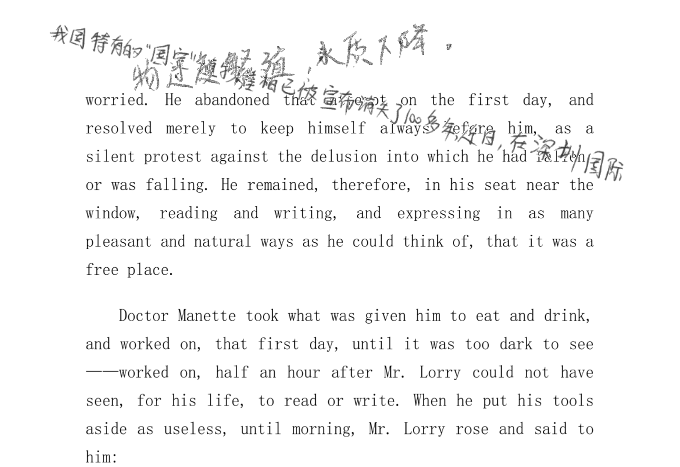 我国特有的"国宝"
物 殖，水质下降。
已被宣布消失了100多年，近日，在深圳国际
worried. He abandoned that attempt on the first day, and
resolved merely to keep himself always before him, as a
silent protest against the delusion into which he had fallen,
or was falling. He remained, therefore, in his seat near the
window, reading and writing, and expressing in as many
pleasant and natural ways as he could think of, that it was a
free place.
Doctor Manette took what was given him to eat and drink,
and worked on, that first day, until it was too dark to see
——worked on, half an hour after Mr. Lorry could not have
seen, for his life, to read or write. When he put his tools
aside as useless, until morning, Mr. Lorry rose and said to
him: